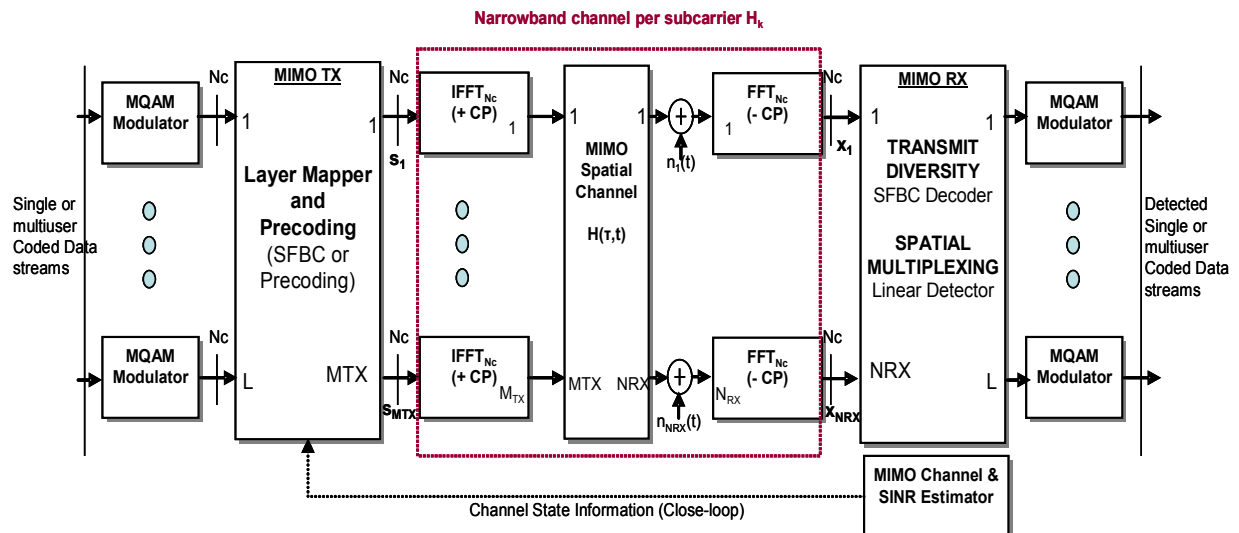 Narrowband channel per subcarrier Hk
Single or
multiuser
Coded Data
streams
MQAM
Modulator
Nc
MIMO TX
1
1
Layer Mapper
and
Precoding
(SFBC or
Precoding)
L
MTX
Nc
s1
IFFTNc
(+ CP)
1
1
1
MIMO
Spatial
Channel
H(τ,t)
MTX
NRX
+
n1(t)
FFTNc
(- CP)
1
Nc
x1
MIMO RX
1
1
TRANSMIT
DIVERSITY
SFBC Decoder
SPATIAL
MULTIPLEXING
Linear Detector
NRX
L
MQAM
Modulator
Detected
Single or
multiuser
Coded Data
streams
MQAM
Modulator
Nc
Nc
sMTX
IFFTNc
(+ CP)
MTX
+
nNRX(t)
FFTNc
(- CP)
NRX
Nc
xNRX
MQAM
Modulator
MIMO Channel &
SINR Estimator
Channel State Information (Close-loop)